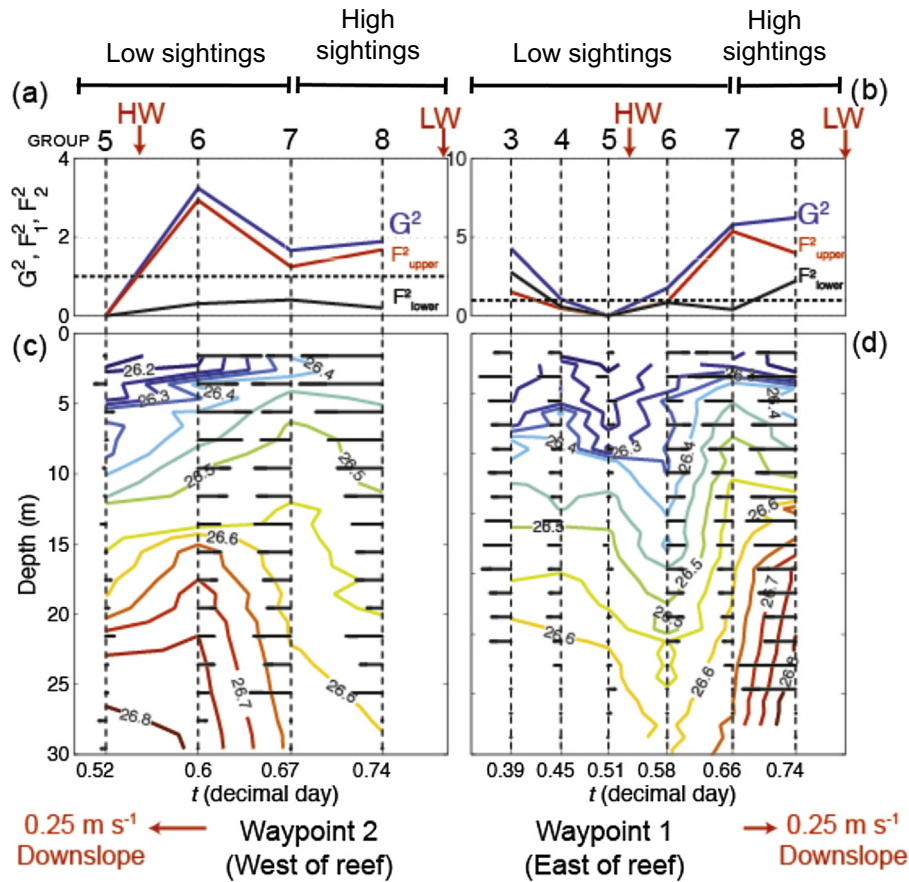 Low sightings
High
sightings
Low sightings
High
sightings
(a)
HW
LW
HW
LW
(b)
GROUP 5 6 7 8
3 4 5 6 7 8
G², F₁², F₂²
4
2
0
G²
F²upper
F²lower
10
5
0
G²
F²upper
F²lower
(c)
(d)
Depth (m)
0
5
10
15
20
25
30
26.2
26.3
26.4
26.4
26.5
26.5
26.6
26.7
26.6
26.8
26.4
26.3
26.4
26.4
26.5
26.5
26.6
26.6
26.6
26.7
0.52 0.6 0.67 0.74
0.39 0.45 0.51 0.58 0.66 0.74
t (decimal day)
t (decimal day)
0.25 m s⁻¹
Downslope
Waypoint 2
(West of reef)
Waypoint 1
(East of reef)
0.25 m s⁻¹
Downslope